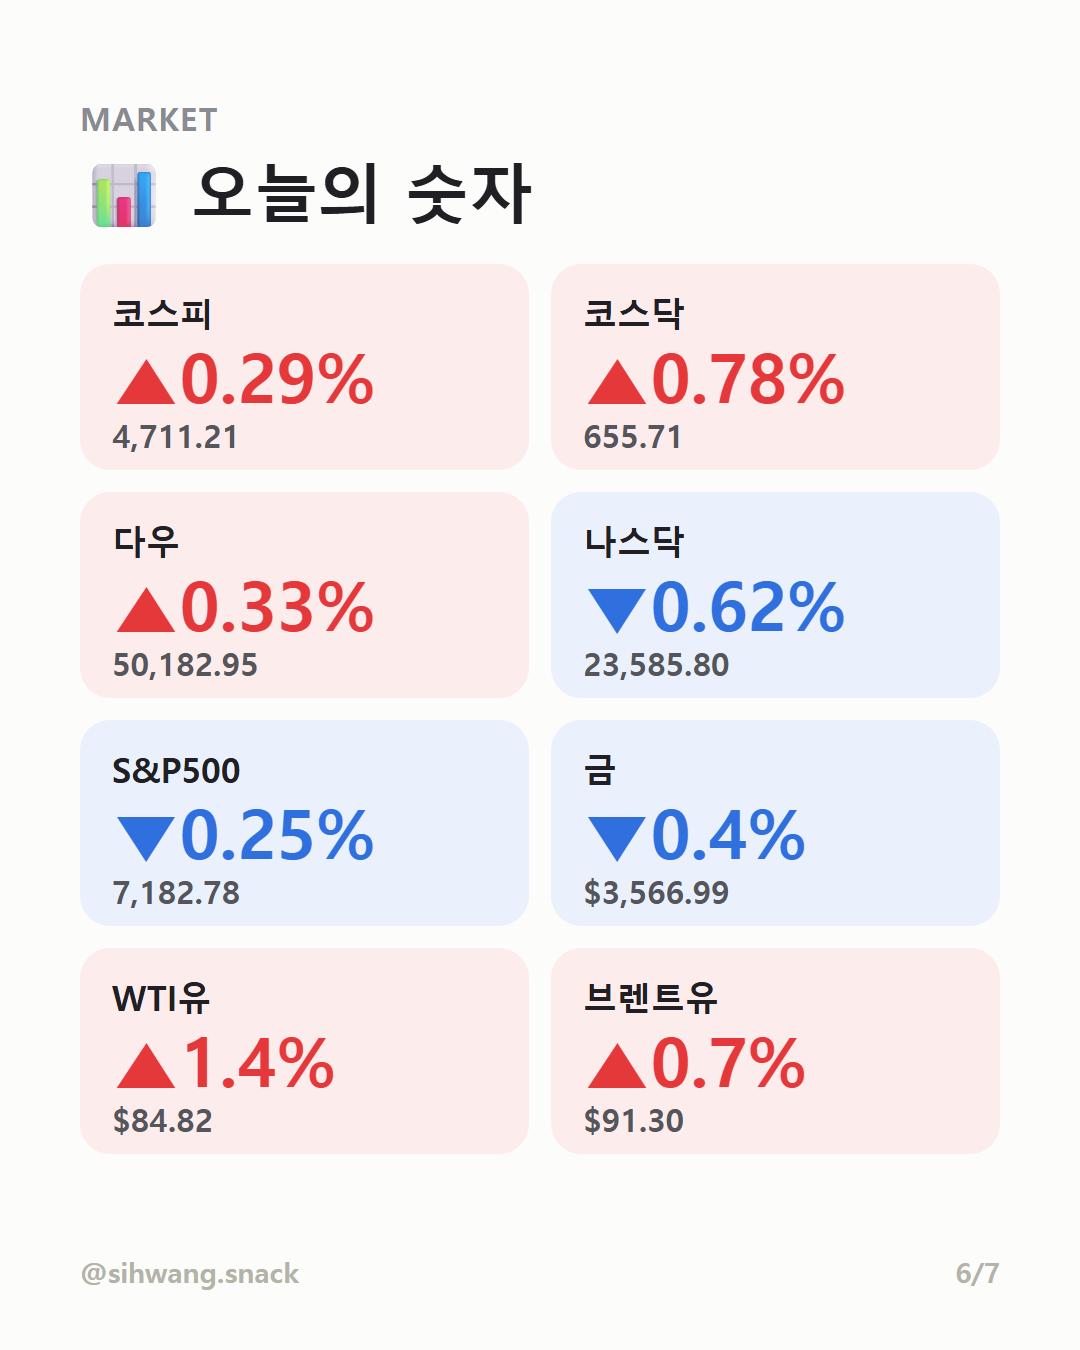 MARKET
오늘의 숫자
코스피
▲0.29%
4,711.21
코스닥
▲0.78%
655.71
다우
▲0.33%
50,182.95
나스닥
▼0.62%
23,585.80
S&P500
▼0.25%
7,182.78
금
▼0.4%
$3,566.99
WTI유
▲1.4%
$84.82
브렌트유
▲0.7%
$91.30
@sihwang.snack
6/7